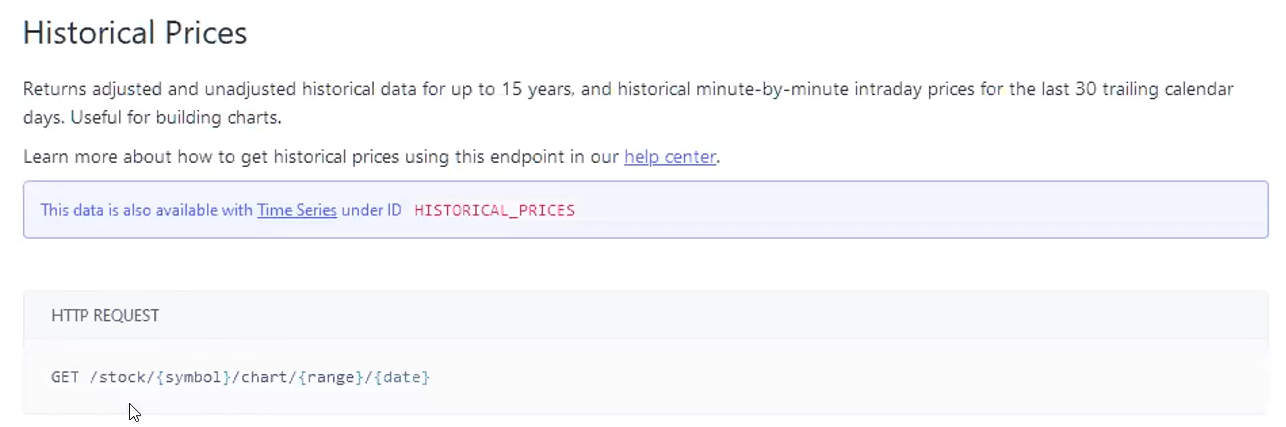 Historical Prices
Returns adjusted and unadjusted historical data for up to 15 years, and historical minute-by-minute intraday prices for the last 30 trailing calendar
days. Useful for building charts.
Learn more about how to get historical prices using this endpoint in our help center.
This data is also available with Time Series under ID HISTORICAL_PRICES
HTTP REQUEST
GET /stock/{symbol}/chart/{range}/{date}